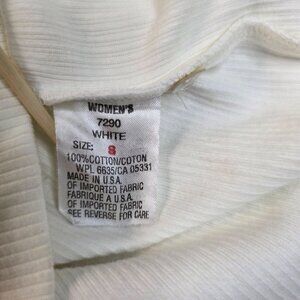 WOMEN'S
7290
WHITE
SIZE: S
100%COTTON/COTON
WPL 6635/CA 05331
MADE IN U.S.A.
OF IMPORTED FABRIC
FABRIQUE A U.S.A.
OF IMPORTED FABRIC
SEE REVERSE FOR CARE